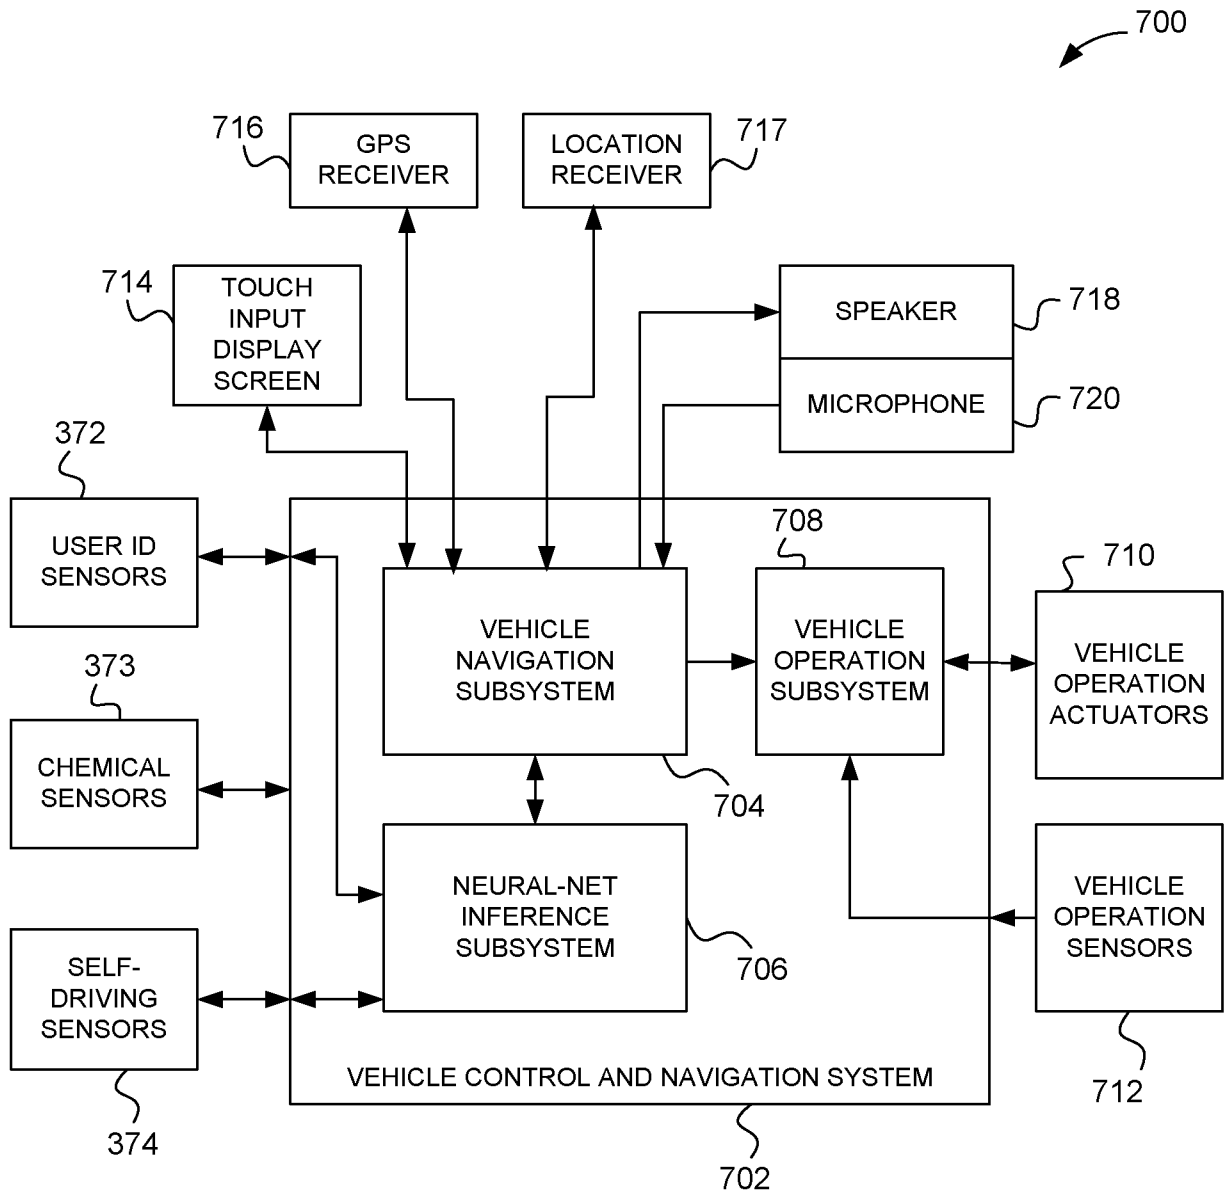 700
716
GPS
RECEIVER
LOCATION
RECEIVER
717
714
TOUCH
INPUT
DISPLAY
SCREEN
SPEAKER
718
MICROPHONE
720
372
USER ID
SENSORS
708
710
VEHICLE
NAVIGATION
SUBSYSTEM
VEHICLE
OPERATION
SUBSYSTEM
VEHICLE
OPERATION
ACTUATORS
373
CHEMICAL
SENSORS
704
NEURAL-NET
INFERENCE
SUBSYSTEM
706
VEHICLE
OPERATION
SENSORS
SELF-
DRIVING
SENSORS
VEHICLE CONTROL AND NAVIGATION SYSTEM
712
374
702